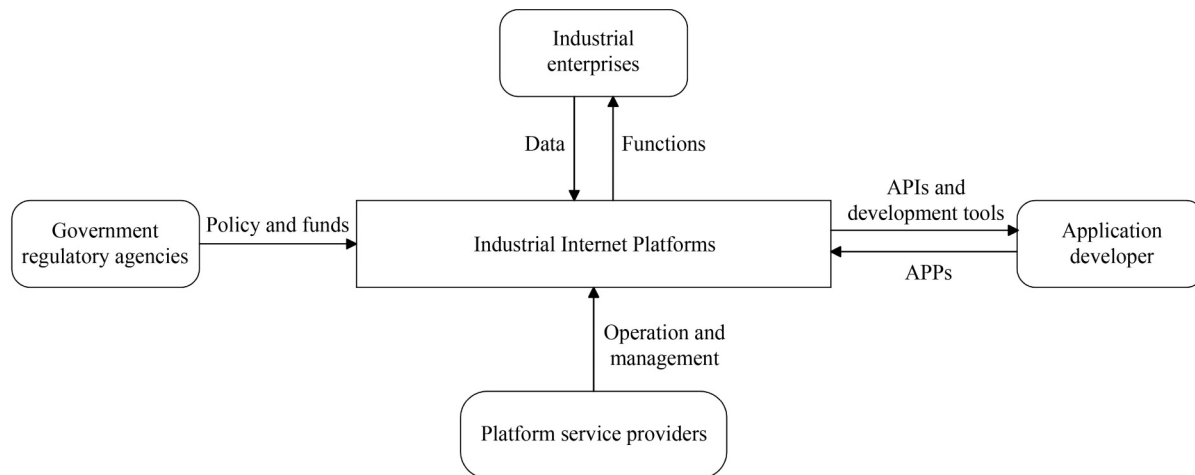 Industrial
enterprises
Data
Functions
Government
regulatory agencies
Policy and funds
Industrial Internet Platforms
APIs and
development tools
APPs
Application
developer
Operation and
management
Platform service providers